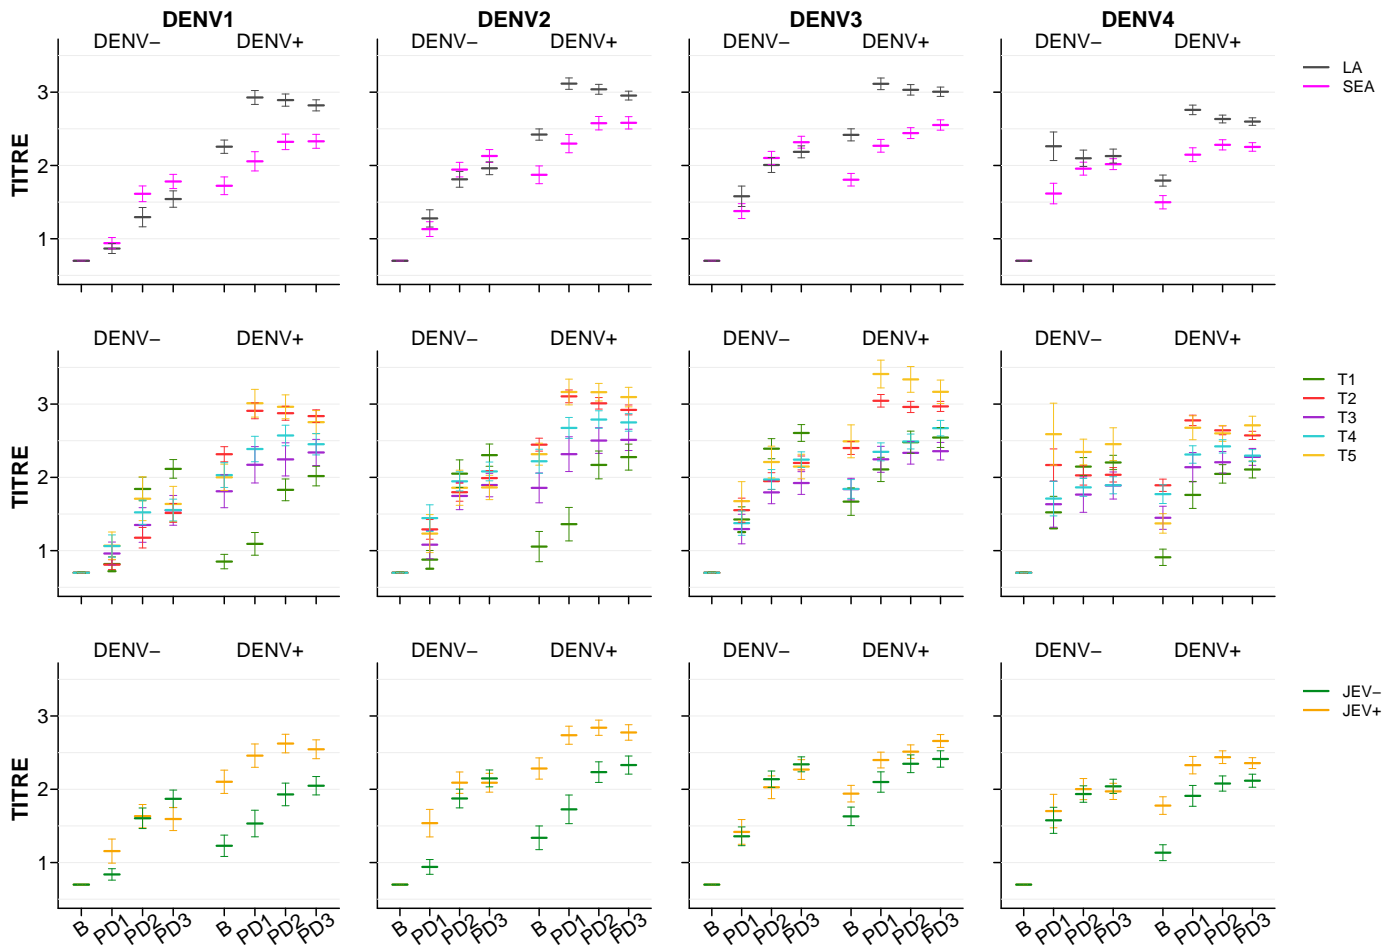 DENV1 DENV2 DENV3 DENV4
DENV− DENV+ DENV− DENV+ DENV− DENV+ DENV− DENV+
TITRE
3
2
1
LA
SEA
DENV− DENV+ DENV− DENV+ DENV− DENV+ DENV− DENV+
TITRE
3
2
1
T1
T2
T3
T4
T5
DENV− DENV+ DENV− DENV+ DENV− DENV+ DENV− DENV+
TITRE
3
2
1
JEV−
JEV+
B PD1 PD2 PD3 B PD1 PD2 PD3 B PD1 PD2 PD3 B PD1 PD2 PD3 B PD1 PD2 PD3 B PD1 PD2 PD3 B PD1 PD2 PD3 B PD1 PD2 PD3